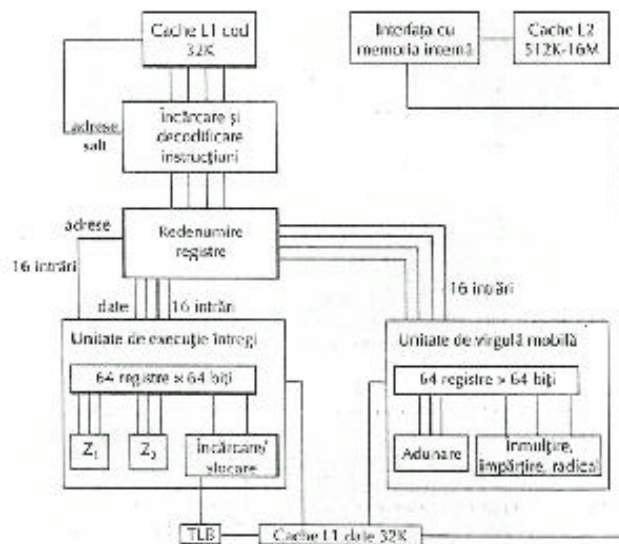 Cache L1 cod
32K
Interfața cu
memoria internă
Cache L2
512K-16M
adrese
salt
Încărcare și
decodificare
instrucțiuni
adrese
Redenumire
registre
16 intrări
date
16 intrări
16 intrări
Unitate de execuție întregi
Unitate de virgulă mobilă
64 registre × 64 biți
64 registre × 64 biți
Z₁
Z₂
Încărcare/
stocare
Adunare
Înmulțire,
împărțire, radical
TLB
Cache L1 date 32K